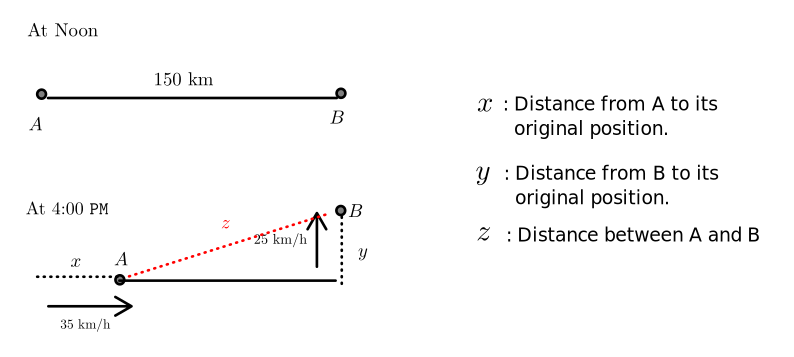 At Noon
150 km
A
B
x : Distance from A to its
original position.
y : Distance from B to its
original position.
z : Distance between A and B
At 4:00 PM
B
z
25 km/h
y
x
A
35 km/h